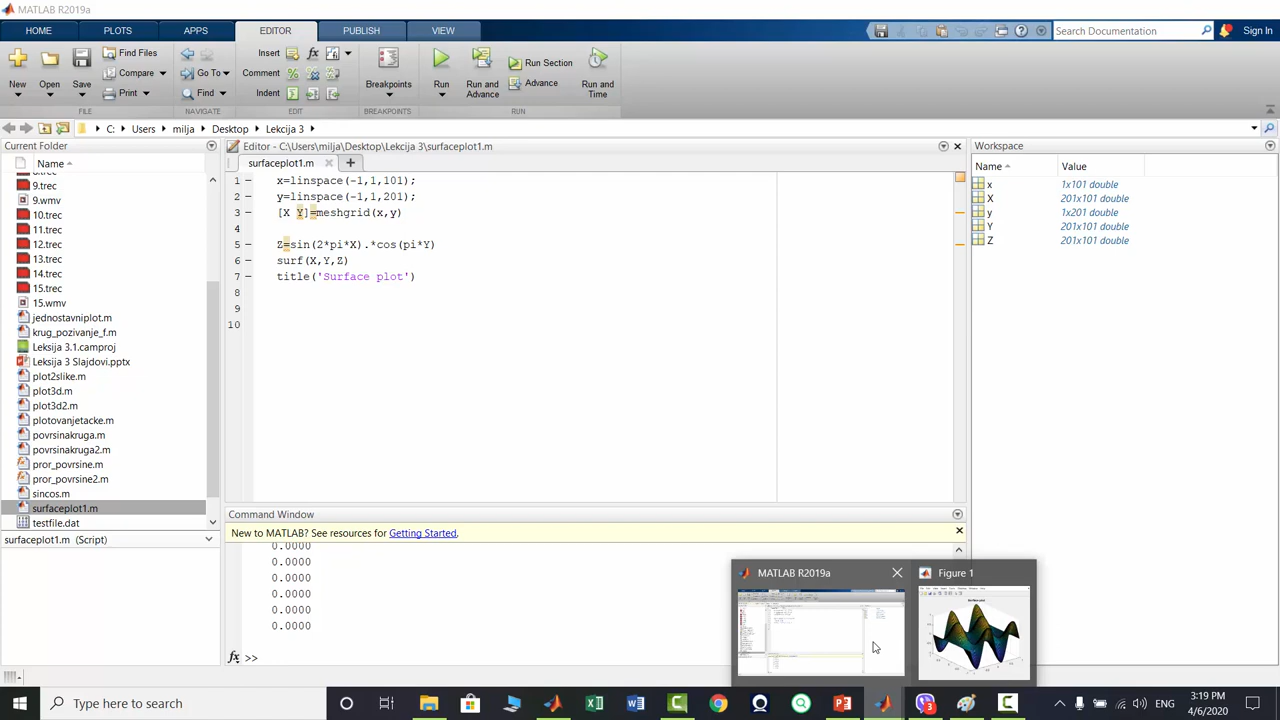 MATLAB R2019a
HOME PLOTS APPS EDITOR PUBLISH VIEW Search Documentation Sign In
New Open Save Find Files Compare Print Go To Find Insert Comment Indent Breakpoints Run Run and Advance Run Section Advance Run and Time
FILE NAVIGATE EDIT BREAKPOINTS RUN
C: Users milja Desktop Lekcija 3
Current Folder
Name
9.trec
9.wmv
10.trec
11.trec
12.trec
13.trec
14.trec
15.trec
15.wmv
jednostavniplot.m
krug_pozivanje_f.m
Leksija 3.1.camproj
Leksija 3 Slajdovi.pptx
plot2slike.m
plot3d.m
plot3d2.m
plotovanjetacke.m
povrsinakruga.m
povrsinakruga2.m
pror_povrsine.m
pror_povrsine2.m
sincos.m
surfaceplot1.m
testfile.dat
surfaceplot1.m (Script)
Editor - C:\Users\milja\Desktop\Lekcija 3\surfaceplot1.m
surfaceplot1.m
1 x=linspace(-1,1,101);
2 y=linspace(-1,1,201);
3 [X Y]=meshgrid(x,y)
4
5 Z=sin(2*pi*X).*cos(pi*Y)
6 surf(X,Y,Z)
7 title('Surface plot')
8
9
10
Command Window
New to MATLAB? See resources for Getting Started.
0.0000
0.0000
0.0000
0.0000
0.0000
0.0000
fx >>
Workspace
Name Value
x 1x101 double
X 201x101 double
y 1x201 double
Y 201x101 double
Z 201x101 double
MATLAB R2019a
Figure 1
Type here to search
ENG
3:19 PM
4/6/2020